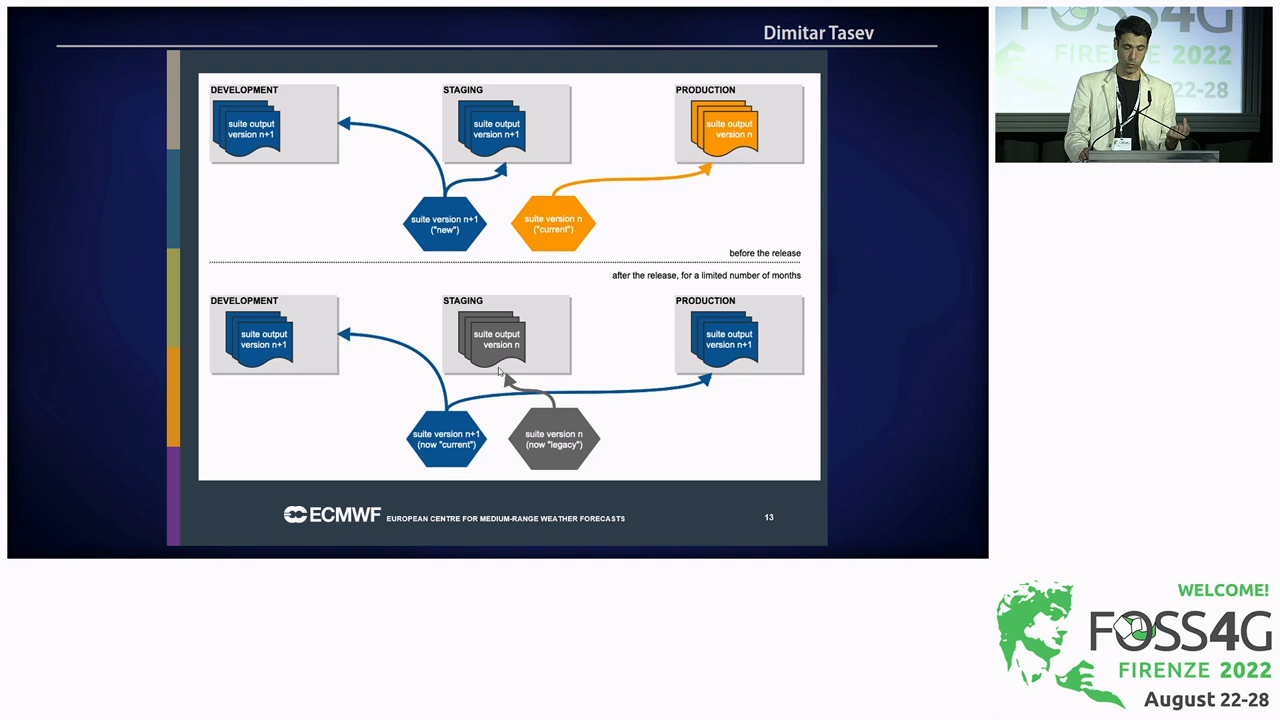 Dimitar Tasev
DEVELOPMENT
suite output
version n+1
STAGING
suite output
version n+1
PRODUCTION
suite output
version n
suite version n+1
("new")
suite version n
("current")
before the release
after the release, for a limited number of months
DEVELOPMENT
suite output
version n+1
STAGING
suite output
version n
PRODUCTION
suite output
version n+1
suite version n+1
(now "current")
suite version n
(now "legacy")
ECMWF EUROPEAN CENTRE FOR MEDIUM-RANGE WEATHER FORECASTS
13
FOSS4G
FIRENZE 2022
22-28
WELCOME!
FOSS4G
FIRENZE 2022
August 22-28